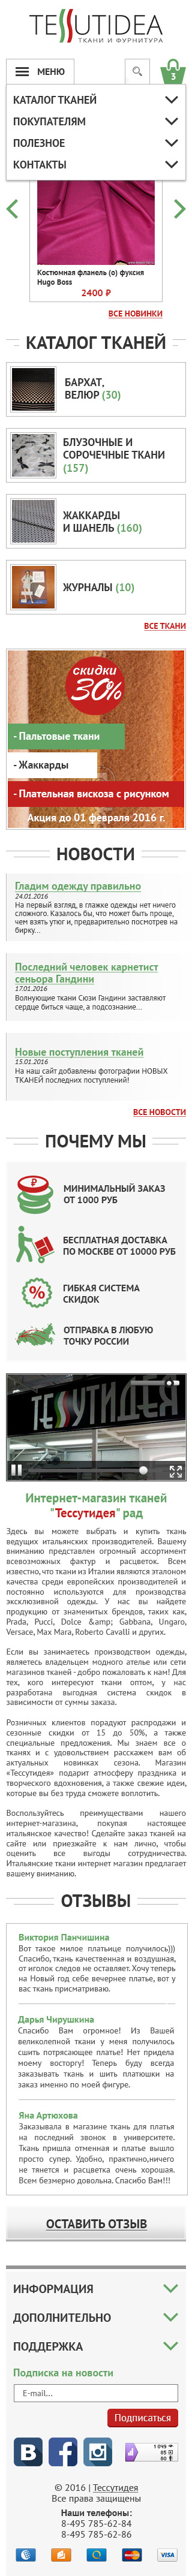 TESSUTIDEA
ТКАНИ И ФУРНИТУРА
МЕНЮ
3
КАТАЛОГ ТКАНЕЙ
ПОКУПАТЕЛЯМ
ПОЛЕЗНОЕ
КОНТАКТЫ
Костюмная фланель (о) фуксия
Hugo Boss
2400 ₽
ВСЕ НОВИНКИ
КАТАЛОГ ТКАНЕЙ
БАРХАТ,
ВЕЛЮР (30)
БЛУЗОЧНЫЕ И
СОРОЧЕЧНЫЕ ТКАНИ
(157)
ЖАККАРДЫ
И ШАНЕЛЬ (160)
ЖУРНАЛЫ (10)
ВСЕ ТКАНИ
скидки
30%
- Пальтовые ткани
- Жаккарды
- Плательная вискоза с рисунком
Акция до 01 февраля 2016 г.
НОВОСТИ
Гладим одежду правильно
24.01.2016
На первый взгляд, в глажке одежды нет ничего
сложного. Казалось бы, что может быть проще,
чем взять утюг и, предварительно посмотрев на
бирку...
Последний человек карнетист
сеньора Гандини
17.01.2016
Волнующие ткани Сюзи Гандини заставляют
сердце биться чаще, а подсознание...
Новые поступления тканей
15.01.2016
На наш сайт добавлены фотографии НОВЫХ
ТКАНЕЙ последних поступлений!
ВСЕ НОВОСТИ
ПОЧЕМУ МЫ
МИНИМАЛЬНЫЙ ЗАКАЗ
ОТ 1000 РУБ
БЕСПЛАТНАЯ ДОСТАВКА
ПО МОСКВЕ ОТ 10000 РУБ
ГИБКАЯ СИСТЕМА
СКИДОК
ОТПРАВКА В ЛЮБУЮ
ТОЧКУ РОССИИ
Интернет-магазин тканей
"Тессутидея" рад
Здесь вы можете выбрать и купить ткань
ведущих итальянских производителей. Вашему
вниманию представлен огромный ассортимент
всевозможных фактур и расцветок. Всем
известно, что ткани из Италии являются эталоном
качества среди европейских производителей и
постоянно используются для производства
эксклюзивной одежды. У нас вы найдете
продукцию от знаменитых брендов, таких как,
Prada, Pucci, Dolce &amp; Gabbana, Ungaro,
Versace, Max Mara, Roberto Cavalli и других.
Если вы занимаетесь производством одежды,
являетесь владельцем модного ателье или сети
магазинов тканей - добро пожаловать к нам! Для
тех, кого интересуют ткани оптом, у нас
разработана выгодная система скидок в
зависимости от суммы заказа.
Розничных клиентов порадуют распродажи и
сезонные скидки от 15 до 50%, а также
специальные предложения. Мы знаем все о
тканях и с удовольствием расскажем вам об
актуальных новинках сезона. Магазин
«Тессутидея» подарит атмосферу праздника и
творческого вдохновения, а также свежие идеи,
которые вы без труда сможете воплотить.
Воспользуйтесь преимуществами нашего
интернет-магазина, покупая настоящее
итальянское качество! Сделайте заказ тканей на
сайте или приезжайте к нам лично, чтобы
оценить все выгоды сотрудничества.
Итальянские ткани интернет магазин предлагает
вашему вниманию.
ОТЗЫВЫ
Виктория Панчишина
Вот такое милое платьице получилось)))
Спасибо, ткань качественная и воздушная,
от иголок следов не оставляет. Хочу теперь
на Новый год себе вечернее платье, вот у
вас ткань присматриваю.
Дарья Чирушкина
Спасибо Вам огромное! Из Вашей
великолепной ткани у меня получилось
сшить потрясающее платье! Нет придела
моему восторгу! Теперь буду всегда
заказывать ткань и шить платюшки на
заказ именно по моей фигуре.
Яна Артюхова
Заказывала в магазине ткань для платья
на последний звонок в университете.
Ткань пришла отменная и платье вышло
просто супер. Удобно, практично,ничего
не тянется и расцветка очень хорошая.
Всем безмерно довольна. Спасибо Вам!!!
ОСТАВИТЬ ОТЗЫВ
ИНФОРМАЦИЯ
ДОПОЛНИТЕЛЬНО
ПОДДЕРЖКА
Подписка на новости
E-mail...
Подписаться
© 2016 | Тессутидея
Все права защищены
Наши телефоны:
8-495 785-62-84
8-495 785-62-86
VISA